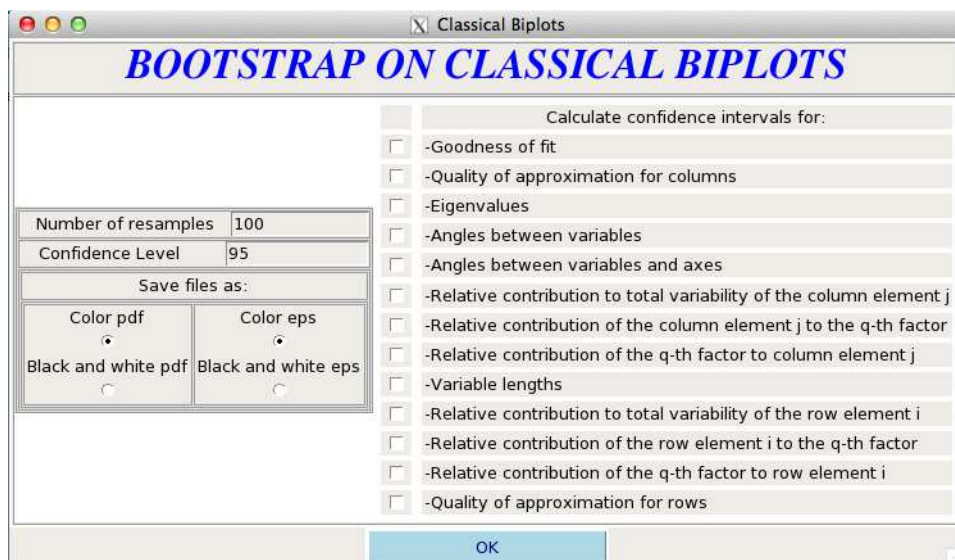 Classical Biplots
BOOTSTRAP ON CLASSICAL BIPLOTS
Number of resamples 100
Confidence Level 95
Save files as:
Color pdf Color eps
Black and white pdf Black and white eps
Calculate confidence intervals for:
-Goodness of fit
-Quality of approximation for columns
-Eigenvalues
-Angles between variables
-Angles between variables and axes
-Relative contribution to total variability of the column element j
-Relative contribution of the column element j to the q-th factor
-Relative contribution of the q-th factor to column element j
-Variable lengths
-Relative contribution to total variability of the row element i
-Relative contribution of the row element i to the q-th factor
-Relative contribution of the q-th factor to row element i
-Quality of approximation for rows
OK